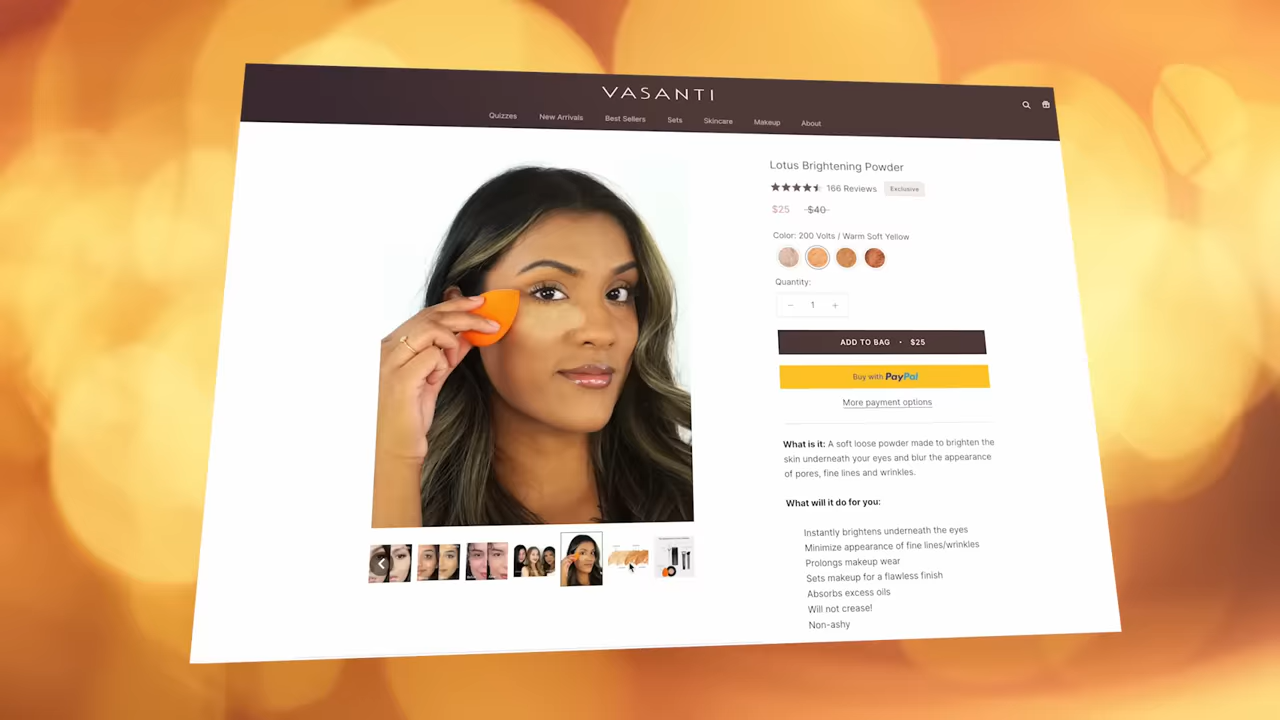 VASANTI
Quizzes New Arrivals Best Sellers Sets Skincare Makeup About
Lotus Brightening Powder
166 Reviews Exclusive
$25 $40
Color: 200 Volts / Warm Soft Yellow
Quantity:
− 1 +
ADD TO BAG • $25
Buy with PayPal
More payment options
What is it: A soft loose powder made to brighten the
skin underneath your eyes and blur the appearance
of pores, fine lines and wrinkles.
What will it do for you:
Instantly brightens underneath the eyes
Minimize appearance of fine lines/wrinkles
Prolongs makeup wear
Sets makeup for a flawless finish
Absorbs excess oils
Will not crease!
Non-ashy